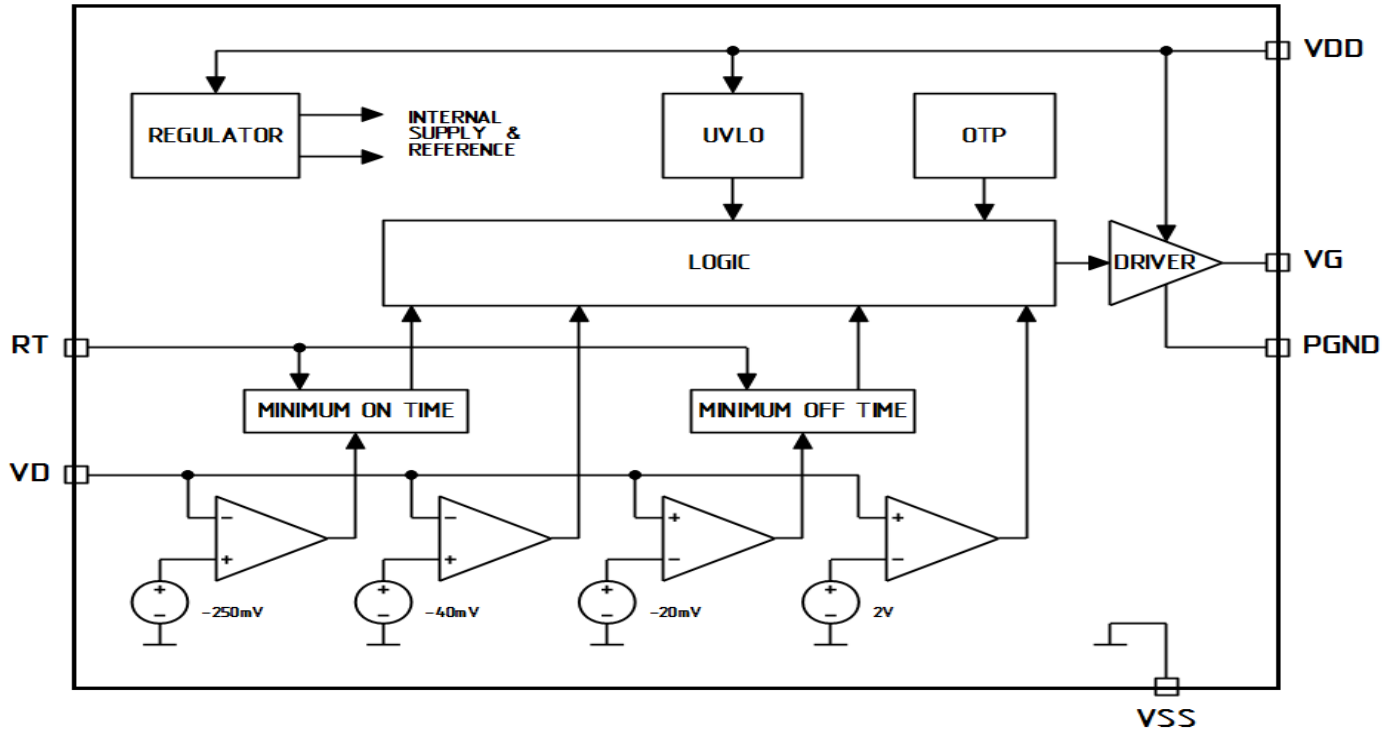 VDD
REGULATOR
INTERNAL
SUPPLY &
REFERENCE
UVLO
OTP
LOGIC
DRIVER
VG
RT
PGND
MINIMUM ON TIME
MINIMUM OFF TIME
VD
−
+
−
+
+
−
+
−
+
−
-250mV
+
−
-40mV
+
−
-20mV
+
−
2V
VSS